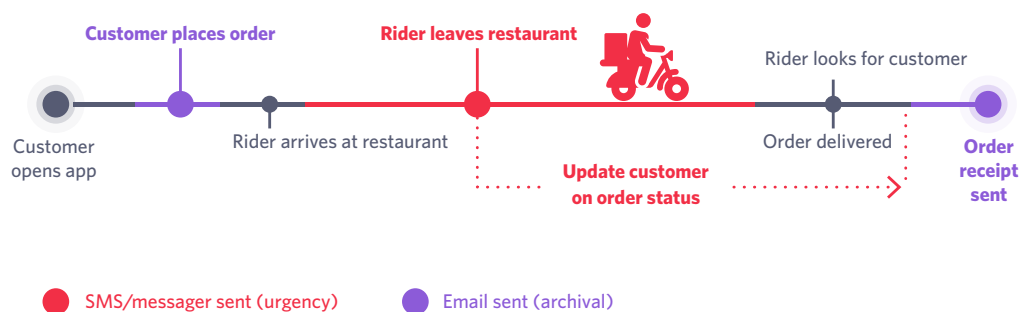 Customer places order
Rider leaves restaurant
Rider looks for customer
Customer
opens app
Rider arrives at restaurant
Order delivered
Order
receipt
sent
Update customer
on order status
SMS/messager sent (urgency)
Email sent (archival)